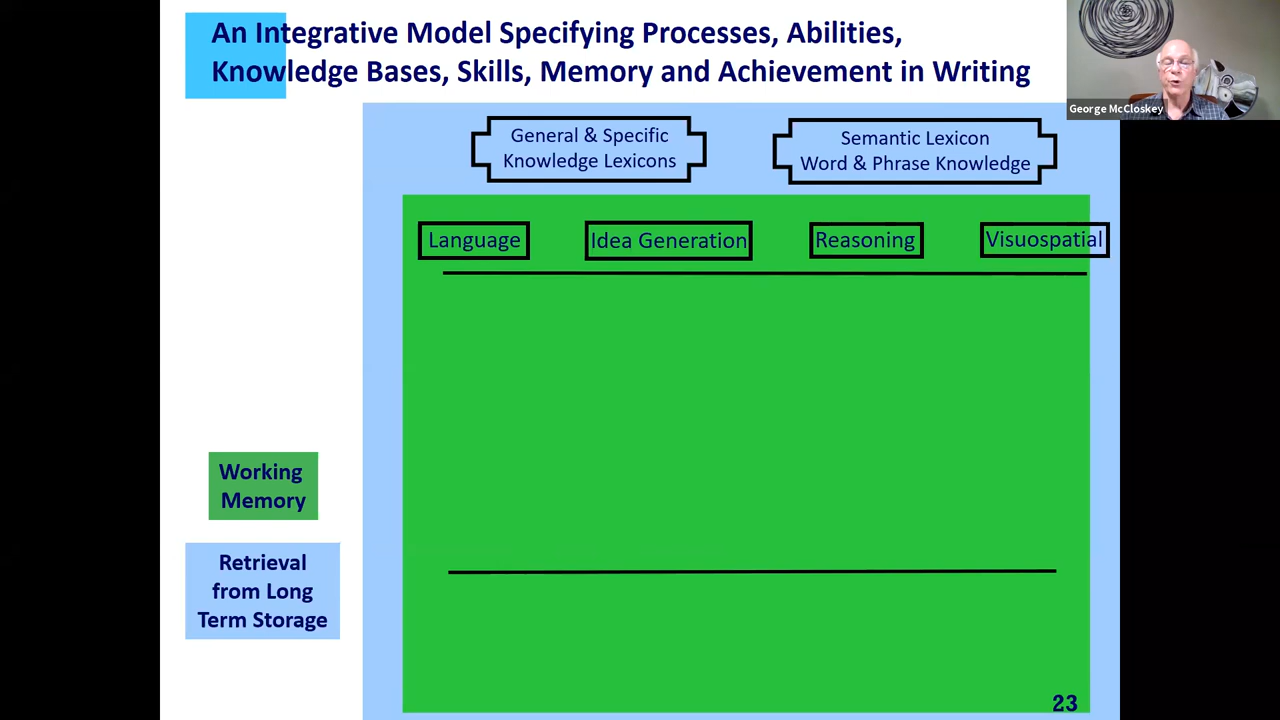 An Integrative Model Specifying Processes, Abilities,
Knowledge Bases, Skills, Memory and Achievement in Writing
George McCloskey
General & Specific
Knowledge Lexicons
Semantic Lexicon
Word & Phrase Knowledge
Language
Idea Generation
Reasoning
Visuospatial
Working
Memory
Retrieval
from Long
Term Storage
23